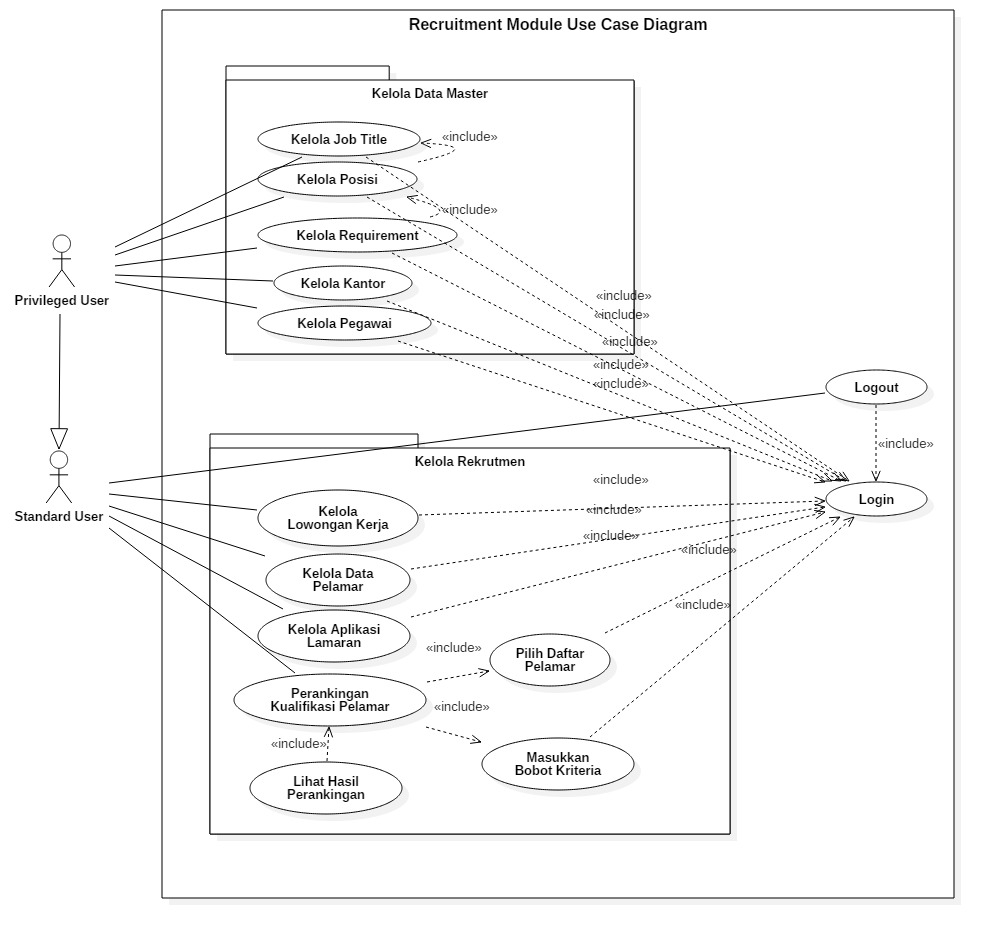 Recruitment Module Use Case Diagram
Kelola Data Master
Kelola Job Title
«include»
Kelola Posisi
«include»
Kelola Requirement
Kelola Kantor
Kelola Pegawai
Privileged User
«include»
«include»
«include»
«include»
«include»
Logout
«include»
Login
Standard User
Kelola Rekrutmen
«include»
Kelola
Lowongan Kerja
«include»
«include»
«include»
Kelola Data
Pelamar
«include»
Kelola Aplikasi
Lamaran
«include»
Pilih Daftar
Pelamar
Perankingan
Kualifikasi Pelamar
«include»
«include»
Masukkan
Bobot Kriteria
Lihat Hasil
Perankingan